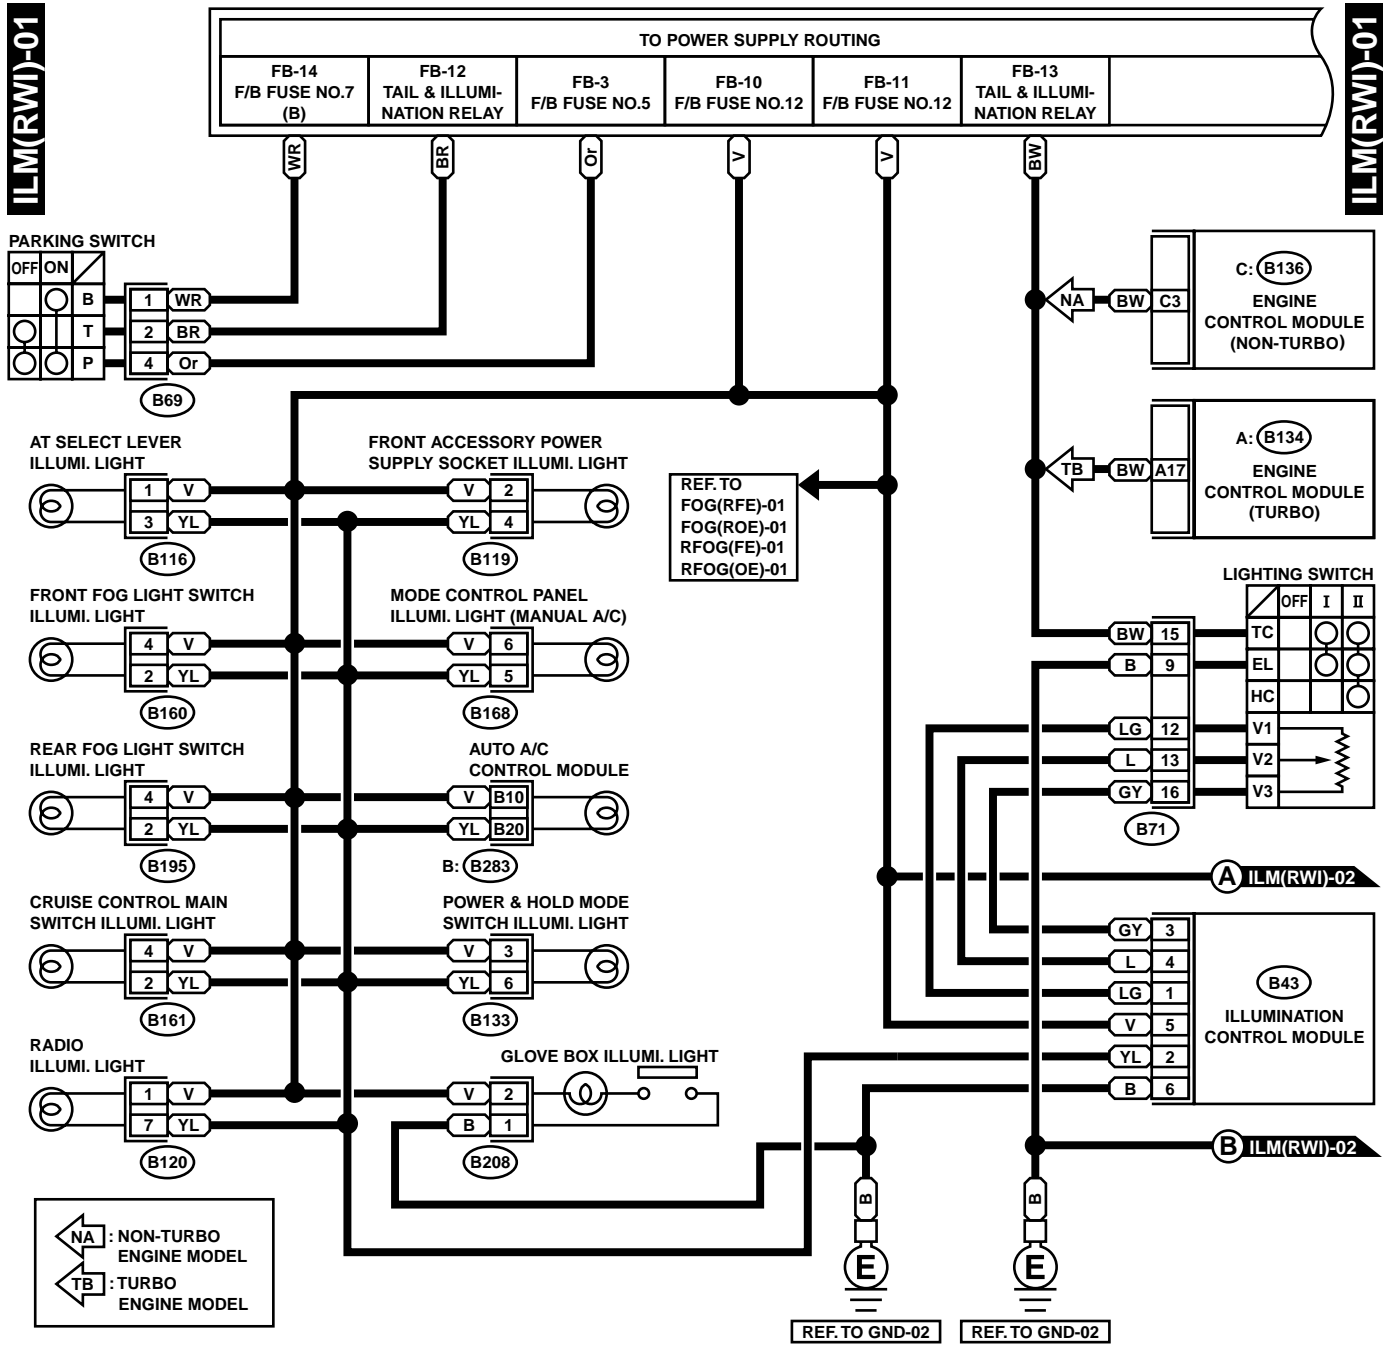 ILM(RWI)-01
ILM(RWI)-01
TO POWER SUPPLY ROUTING
FB-14
F/B FUSE NO.7
(B)
FB-12
TAIL & ILLUMI-
NATION RELAY
FB-3
F/B FUSE NO.5
FB-10
F/B FUSE NO.12
FB-11
F/B FUSE NO.12
FB-13
TAIL & ILLUMI-
NATION RELAY
WR
BR
Or
V
V
BW
PARKING SWITCH
OFF ON
B 1 WR
T 2 BR
P 4 Or
B69
NA BW C3
C: B136
ENGINE
CONTROL MODULE
(NON-TURBO)
TB BW A17
A: B134
ENGINE
CONTROL MODULE
(TURBO)
AT SELECT LEVER
ILLUMI. LIGHT
1 V
3 YL
B116
FRONT ACCESSORY POWER
SUPPLY SOCKET ILLUMI. LIGHT
V 2
YL 4
B119
REF. TO
FOG(RFE)-01
FOG(ROE)-01
RFOG(FE)-01
RFOG(OE)-01
FRONT FOG LIGHT SWITCH
ILLUMI. LIGHT
4 V
2 YL
B160
MODE CONTROL PANEL
ILLUMI. LIGHT (MANUAL A/C)
V 6
YL 5
B168
LIGHTING SWITCH
OFF I II
BW 15 TC
B 9 EL
HC
LG 12 V1
L 13 V2
GY 16 V3
B71
REAR FOG LIGHT SWITCH
ILLUMI. LIGHT
4 V
2 YL
B195
AUTO A/C
CONTROL MODULE
V B10
YL B20
B: B283
A ILM(RWI)-02
CRUISE CONTROL MAIN
SWITCH ILLUMI. LIGHT
4 V
2 YL
B161
POWER & HOLD MODE
SWITCH ILLUMI. LIGHT
V 3
YL 6
B133
GY 3
L 4
LG 1
V 5
YL 2
B 6
B43
ILLUMINATION
CONTROL MODULE
RADIO
ILLUMI. LIGHT
1 V
7 YL
B120
GLOVE BOX ILLUMI. LIGHT
V 2
B 1
B208
B ILM(RWI)-02
B
B
E
E
REF. TO GND-02
REF. TO GND-02
NA : NON-TURBO
ENGINE MODEL
TB : TURBO
ENGINE MODEL